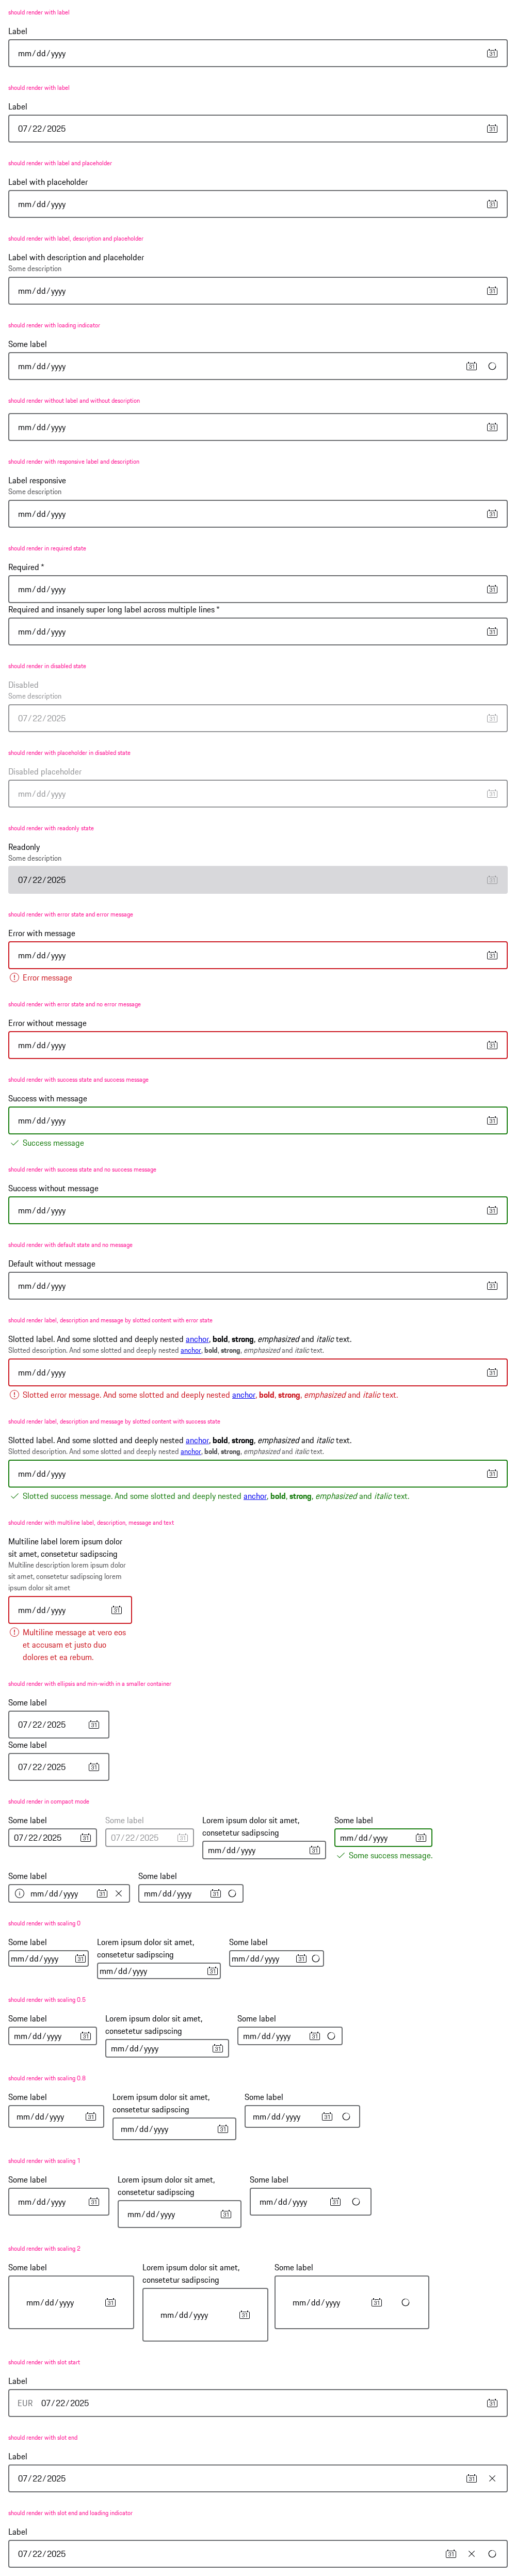 should render with label
Label
mm/dd/yyyy
should render with label
Label
07/22/2025
should render with label and placeholder
Label with placeholder
mm/dd/yyyy
should render with label, description and placeholder
Label with description and placeholder
Some description
mm/dd/yyyy
should render with loading indicator
Some label
mm/dd/yyyy
should render without label and without description
mm/dd/yyyy
should render with responsive label and description
Label responsive
Some description
mm/dd/yyyy
should render in required state
Required *
mm/dd/yyyy
Required and insanely super long label across multiple lines *
mm/dd/yyyy
should render in disabled state
Disabled
Some description
07/22/2025
should render with placeholder in disabled state
Disabled placeholder
mm/dd/yyyy
should render with readonly state
Readonly
Some description
07/22/2025
should render with error state and error message
Error with message
mm/dd/yyyy
Error message
should render with error state and no error message
Error without message
mm/dd/yyyy
should render with success state and success message
Success with message
mm/dd/yyyy
Success message
should render with success state and no success message
Success without message
mm/dd/yyyy
should render with default state and no message
Default without message
mm/dd/yyyy
should render label, description and message by slotted content with error state
Slotted label. And some slotted and deeply nested anchor, bold, strong, emphasized and italic text.
Slotted description. And some slotted and deeply nested anchor, bold, strong, emphasized and italic text.
mm/dd/yyyy
Slotted error message. And some slotted and deeply nested anchor, bold, strong, emphasized and italic text.
should render label, description and message by slotted content with success state
Slotted label. And some slotted and deeply nested anchor, bold, strong, emphasized and italic text.
Slotted description. And some slotted and deeply nested anchor, bold, strong, emphasized and italic text.
mm/dd/yyyy
Slotted success message. And some slotted and deeply nested anchor, bold, strong, emphasized and italic text.
should render with multiline label, description, message and text
Multiline label lorem ipsum dolor
sit amet, consetetur sadipscing
Multiline description lorem ipsum dolor
sit amet, consetetur sadipscing lorem
ipsum dolor sit amet
mm/dd/yyyy
Multiline message at vero eos
et accusam et justo duo
dolores et ea rebum.
should render with ellipsis and min-width in a smaller container
Some label
07/22/2025
Some label
07/22/2025
should render in compact mode
Some label
07/22/2025
Some label
07/22/2025
Lorem ipsum dolor sit amet,
consetetur sadipscing
mm/dd/yyyy
Some label
mm/dd/yyyy
Some success message.
Some label
mm/dd/yyyy
Some label
mm/dd/yyyy
should render with scaling 0
Some label
mm/dd/yyyy
Lorem ipsum dolor sit amet,
consetetur sadipscing
mm/dd/yyyy
Some label
mm/dd/yyyy
should render with scaling 0.5
Some label
mm/dd/yyyy
Lorem ipsum dolor sit amet,
consetetur sadipscing
mm/dd/yyyy
Some label
mm/dd/yyyy
should render with scaling 0.8
Some label
mm/dd/yyyy
Lorem ipsum dolor sit amet,
consetetur sadipscing
mm/dd/yyyy
Some label
mm/dd/yyyy
should render with scaling 1
Some label
mm/dd/yyyy
Lorem ipsum dolor sit amet,
consetetur sadipscing
mm/dd/yyyy
Some label
mm/dd/yyyy
should render with scaling 2
Some label
mm/dd/yyyy
Lorem ipsum dolor sit amet,
consetetur sadipscing
mm/dd/yyyy
Some label
mm/dd/yyyy
should render with slot start
Label
EUR 07/22/2025
should render with slot end
Label
07/22/2025
should render with slot end and loading indicator
Label
07/22/2025